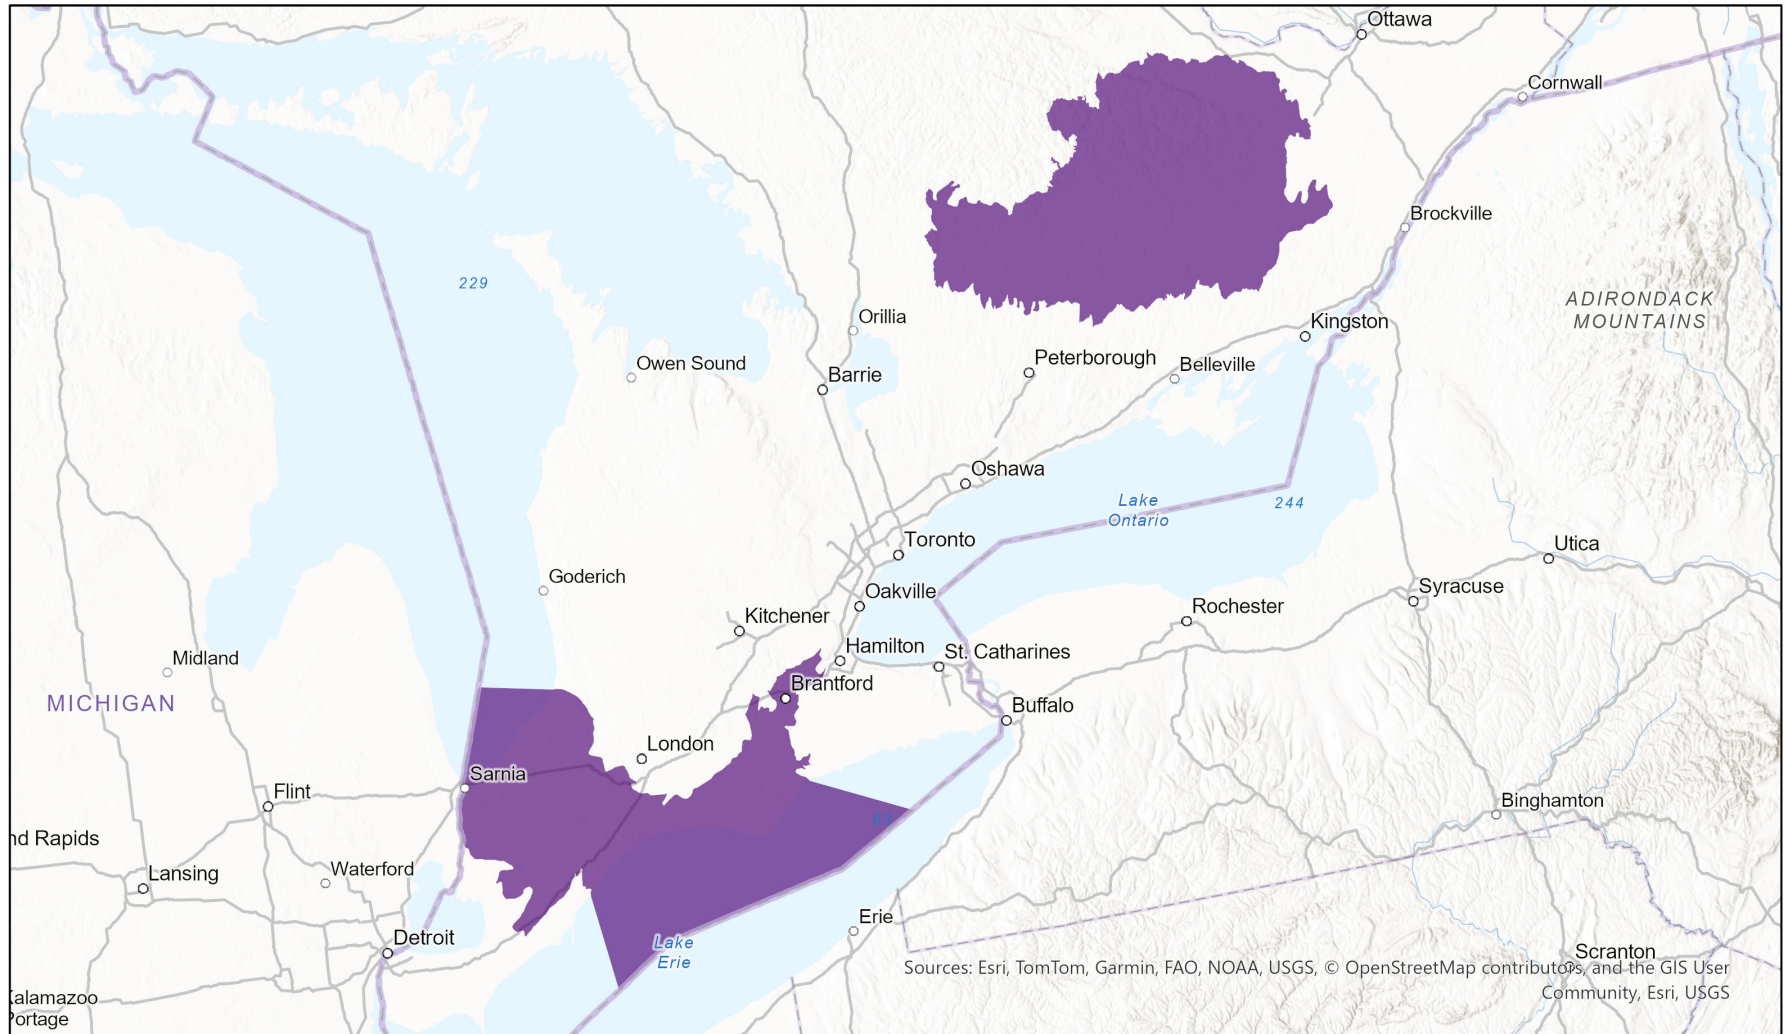 Ottawa
Cornwall
Brockville
229
ADIRONDACK
MOUNTAINS
Orillia
Kingston
Owen Sound
Peterborough
Belleville
Barrie
Oshawa
Lake
Ontario
244
Toronto
Utica
Goderich
Oakville
Syracuse
Kitchener
Rochester
Hamilton
St. Catharines
Midland
Brantford
MICHIGAN
Buffalo
London
Sarnia
Flint
Binghamton
63
nd Rapids
Waterford
Lansing
Erie
Detroit
Lake
Erie
Scranton
Sources: Esri, TomTom, Garmin, FAO, NOAA, USGS, © OpenStreetMap contributors, and the GIS User
Community, Esri, USGS
Kalamazoo
Portage